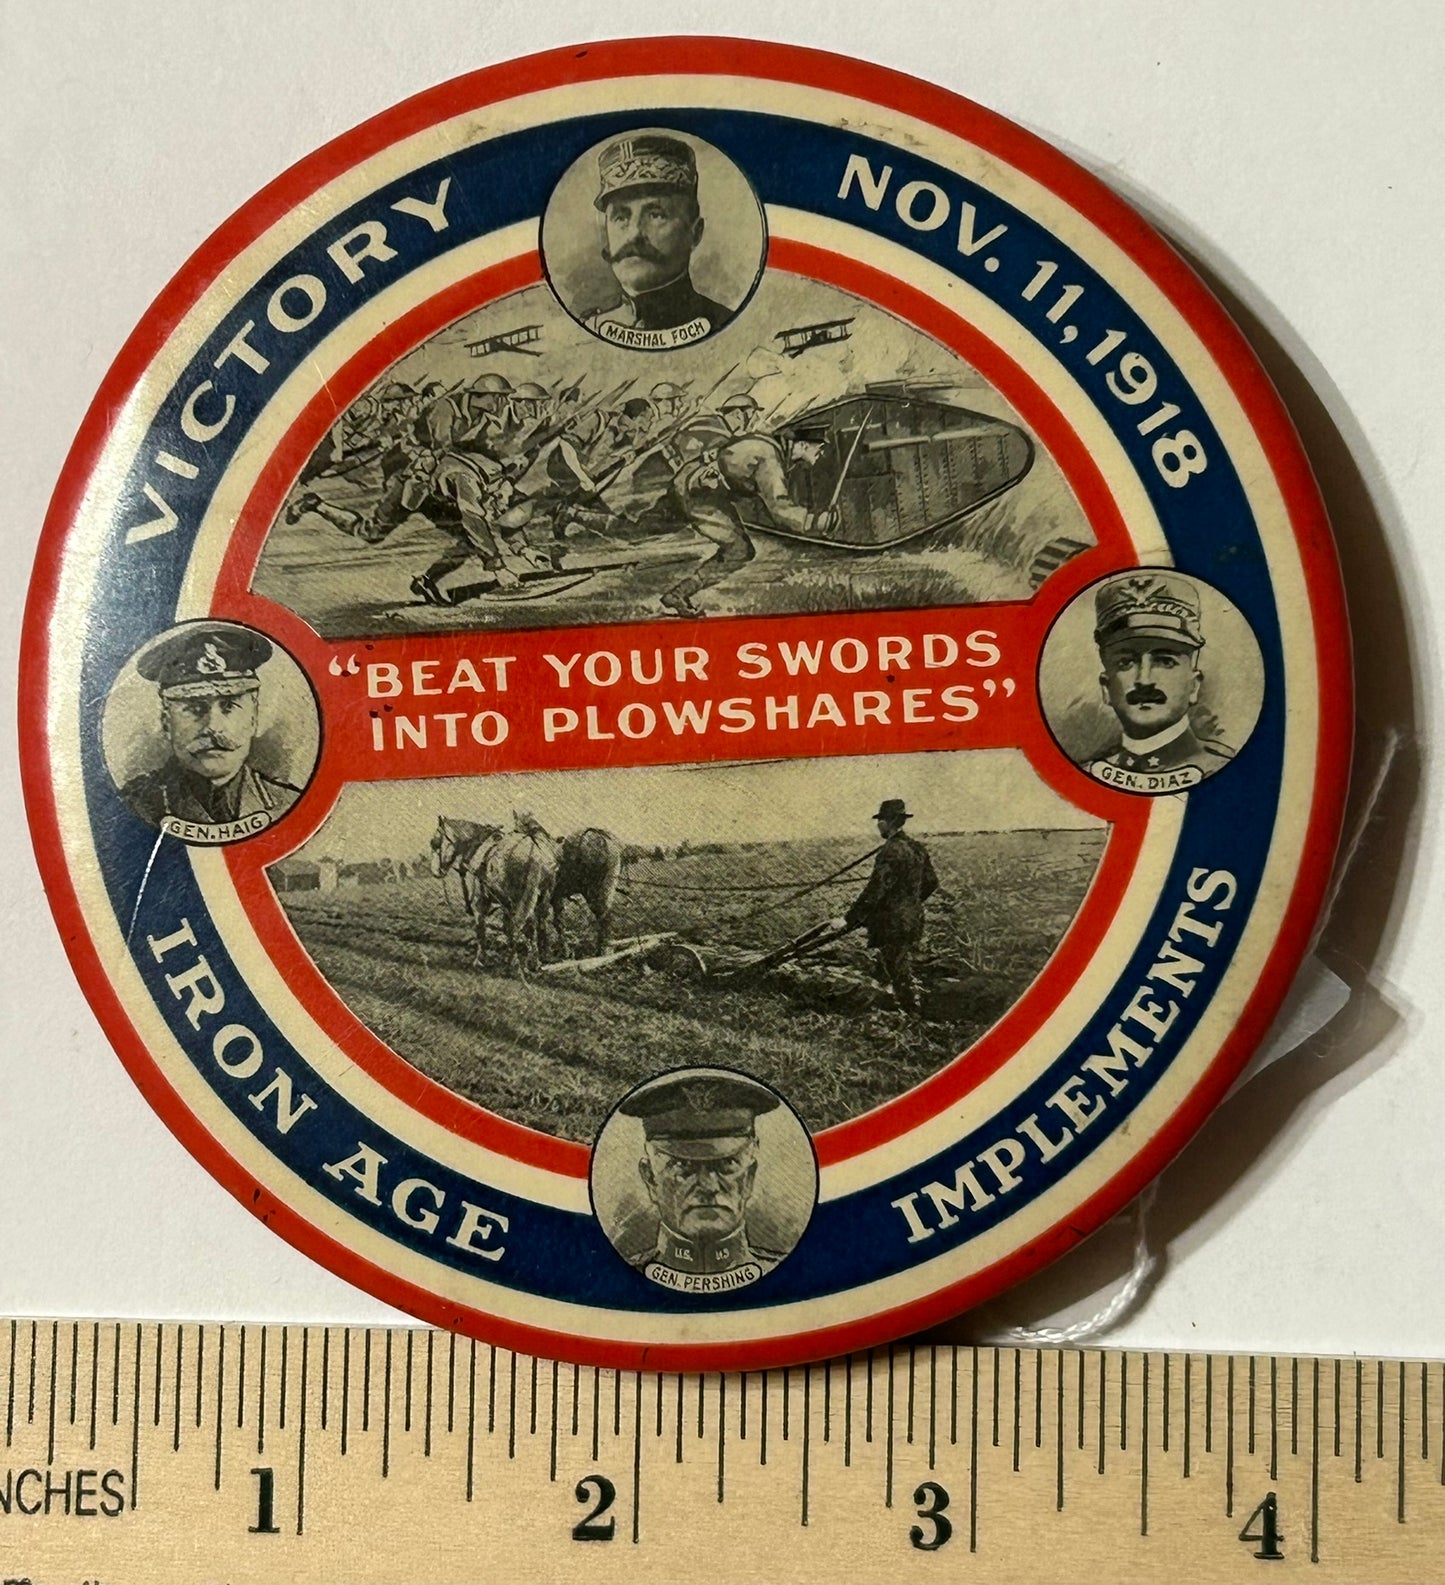 VICTORY
NOV. 11, 1918
MARSHAL FOCH
"BEAT YOUR SWORDS
INTO PLOWSHARES"
GEN. HAIG
GEN. DIAZ
IRON AGE
IMPLEMENTS
U.S. U.S
GEN. PERSHING
1 2 3 4